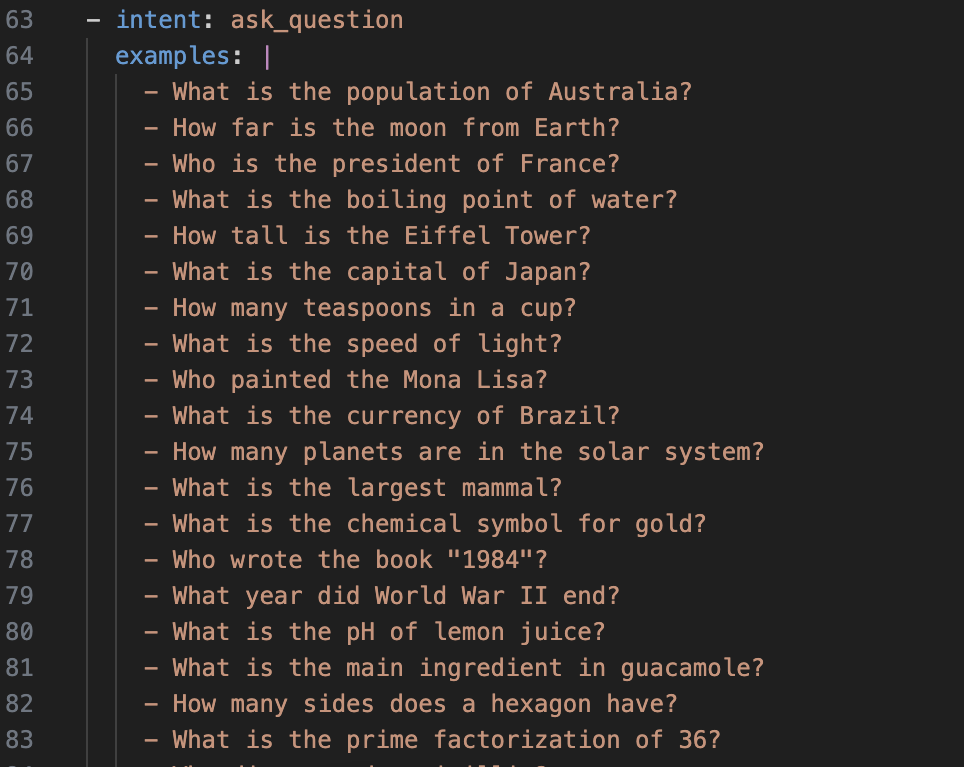 63 - intent: ask_question
64 examples: |
65 - What is the population of Australia?
66 - How far is the moon from Earth?
67 - Who is the president of France?
68 - What is the boiling point of water?
69 - How tall is the Eiffel Tower?
70 - What is the capital of Japan?
71 - How many teaspoons in a cup?
72 - What is the speed of light?
73 - Who painted the Mona Lisa?
74 - What is the currency of Brazil?
75 - How many planets are in the solar system?
76 - What is the largest mammal?
77 - What is the chemical symbol for gold?
78 - Who wrote the book "1984"?
79 - What year did World War II end?
80 - What is the pH of lemon juice?
81 - What is the main ingredient in guacamole?
82 - How many sides does a hexagon have?
83 - What is the prime factorization of 36?